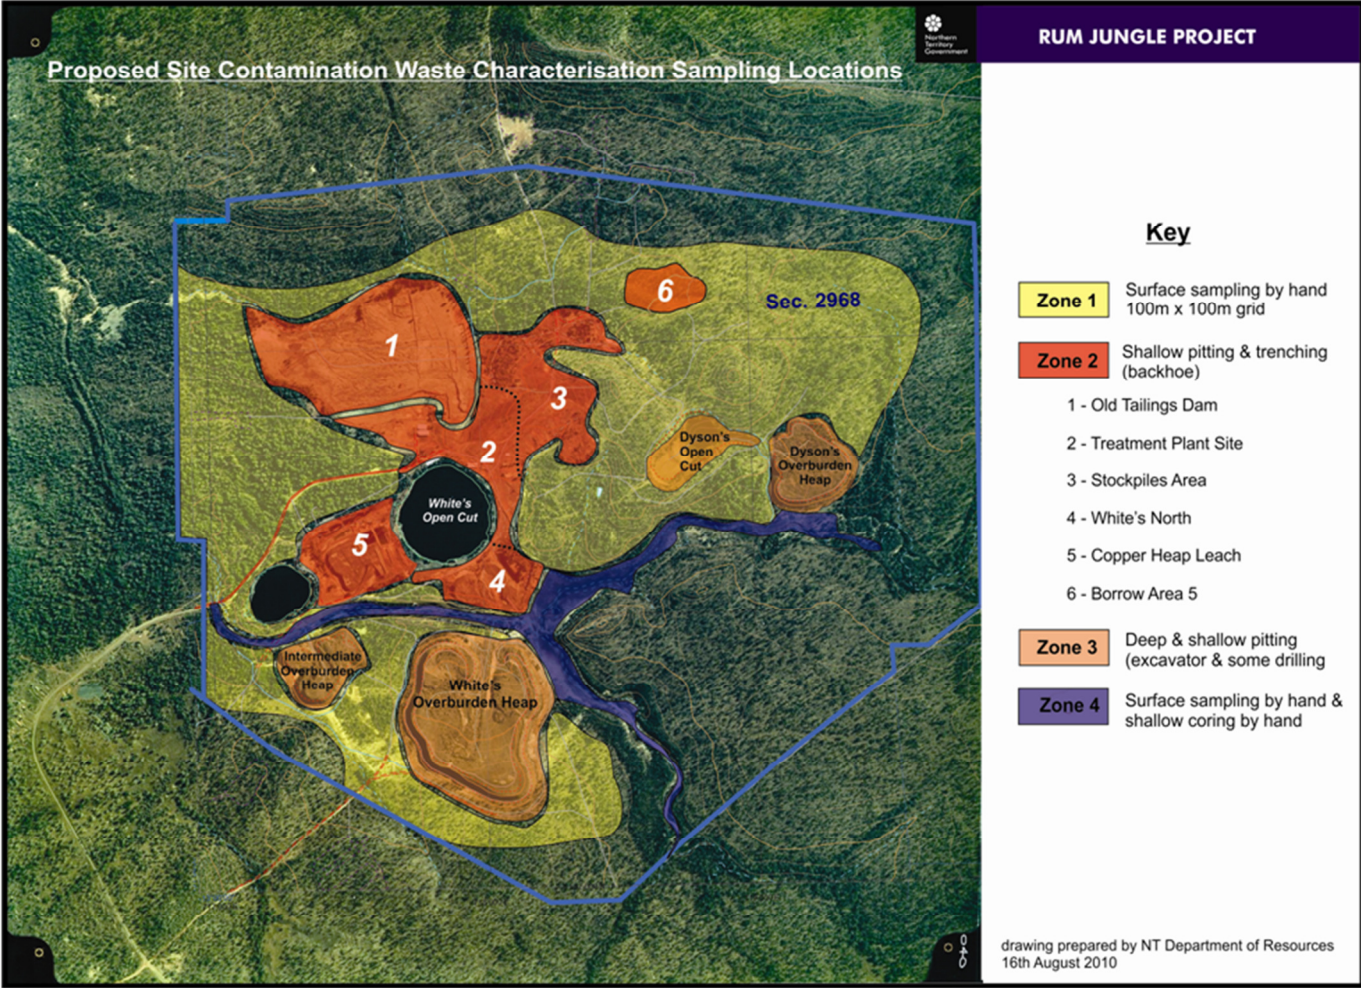 Northern
Territory
Government
RUM JUNGLE PROJECT
Proposed Site Contamination Waste Characterisation Sampling Locations
Key
Zone 1
Surface sampling by hand
100m x 100m grid
Zone 2
Shallow pitting & trenching
(backhoe)
1 - Old Tailings Dam
2 - Treatment Plant Site
3 - Stockpiles Area
4 - White's North
5 - Copper Heap Leach
6 - Borrow Area 5
Zone 3
Deep & shallow pitting
(excavator & some drilling
Zone 4
Surface sampling by hand &
shallow coring by hand
6
Sec. 2968
1
3
2
Dyson's
Open
Cut
Dyson's
Overburden
Heap
White's
Open Cut
5
4
Intermediate
Overburden
Heap
White's
Overburden Heap
040
drawing prepared by NT Department of Resources
16th August 2010